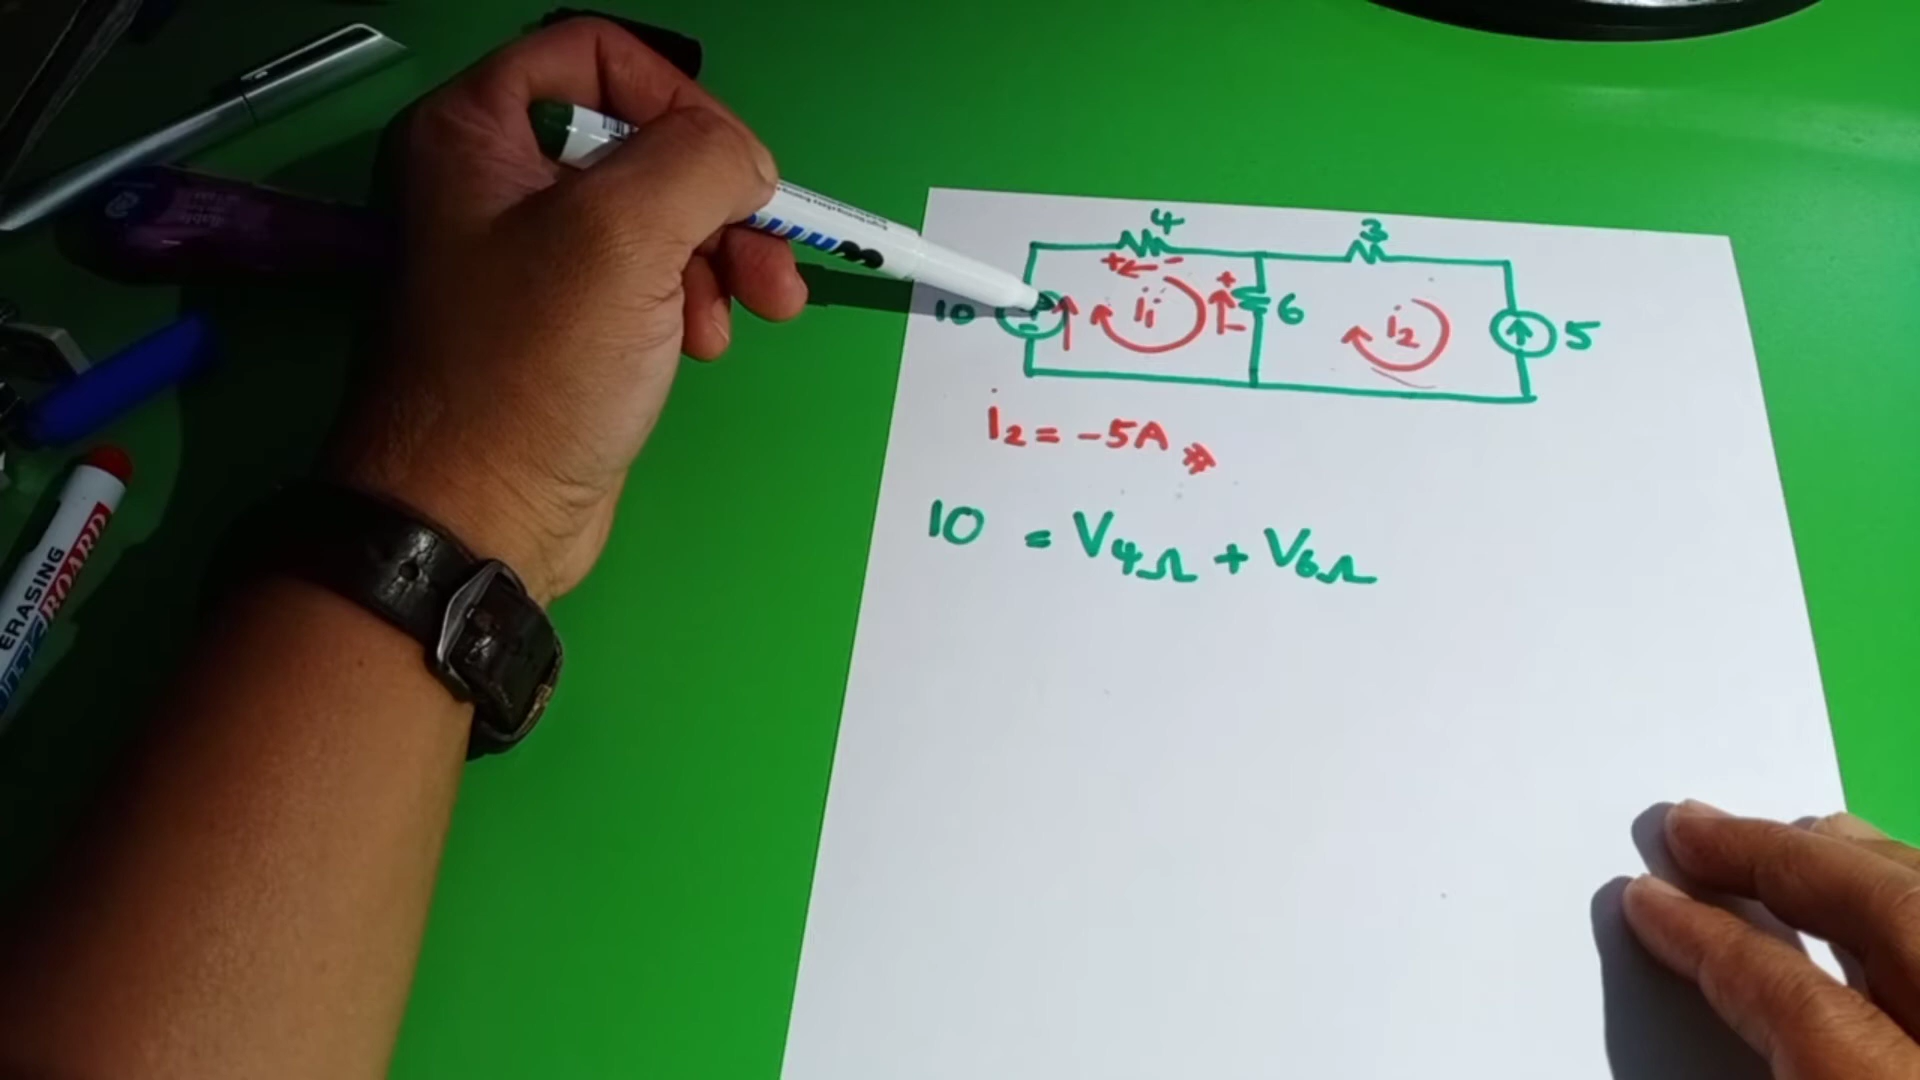 4
3
10
+
-
+ -
i₁
+
-
6
i₂
5
i₂ = -5A
10 = V₄Ω + V₆Ω
ERASING
BOARD